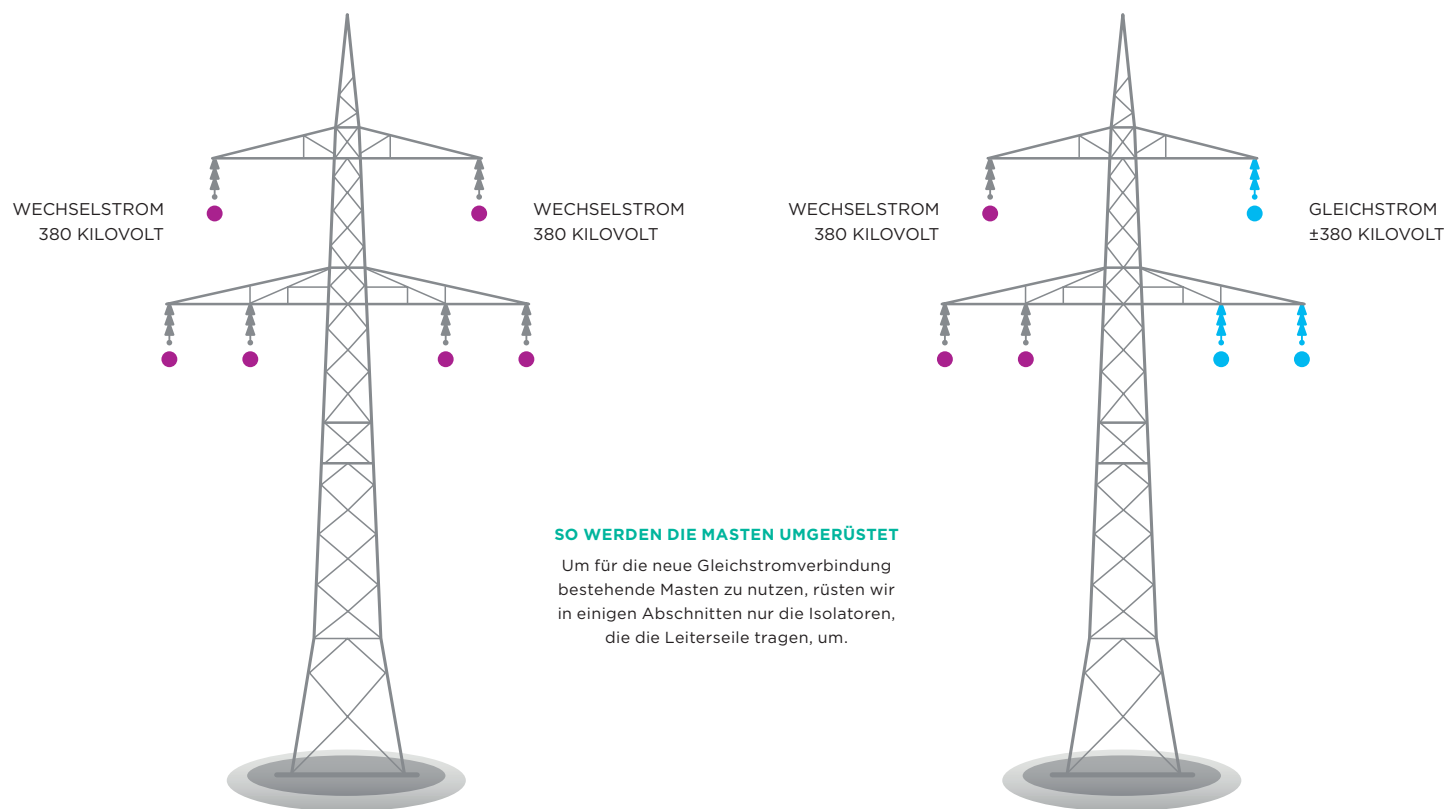 WECHSELSTROM
380 KILOVOLT
WECHSELSTROM
380 KILOVOLT
WECHSELSTROM
380 KILOVOLT
GLEICHSTROM
±380 KILOVOLT
SO WERDEN DIE MASTEN UMGERÜSTET
Um für die neue Gleichstromverbindung
bestehende Masten zu nutzen, rüsten wir
in einigen Abschnitten nur die Isolatoren,
die die Leiterseile tragen, um.